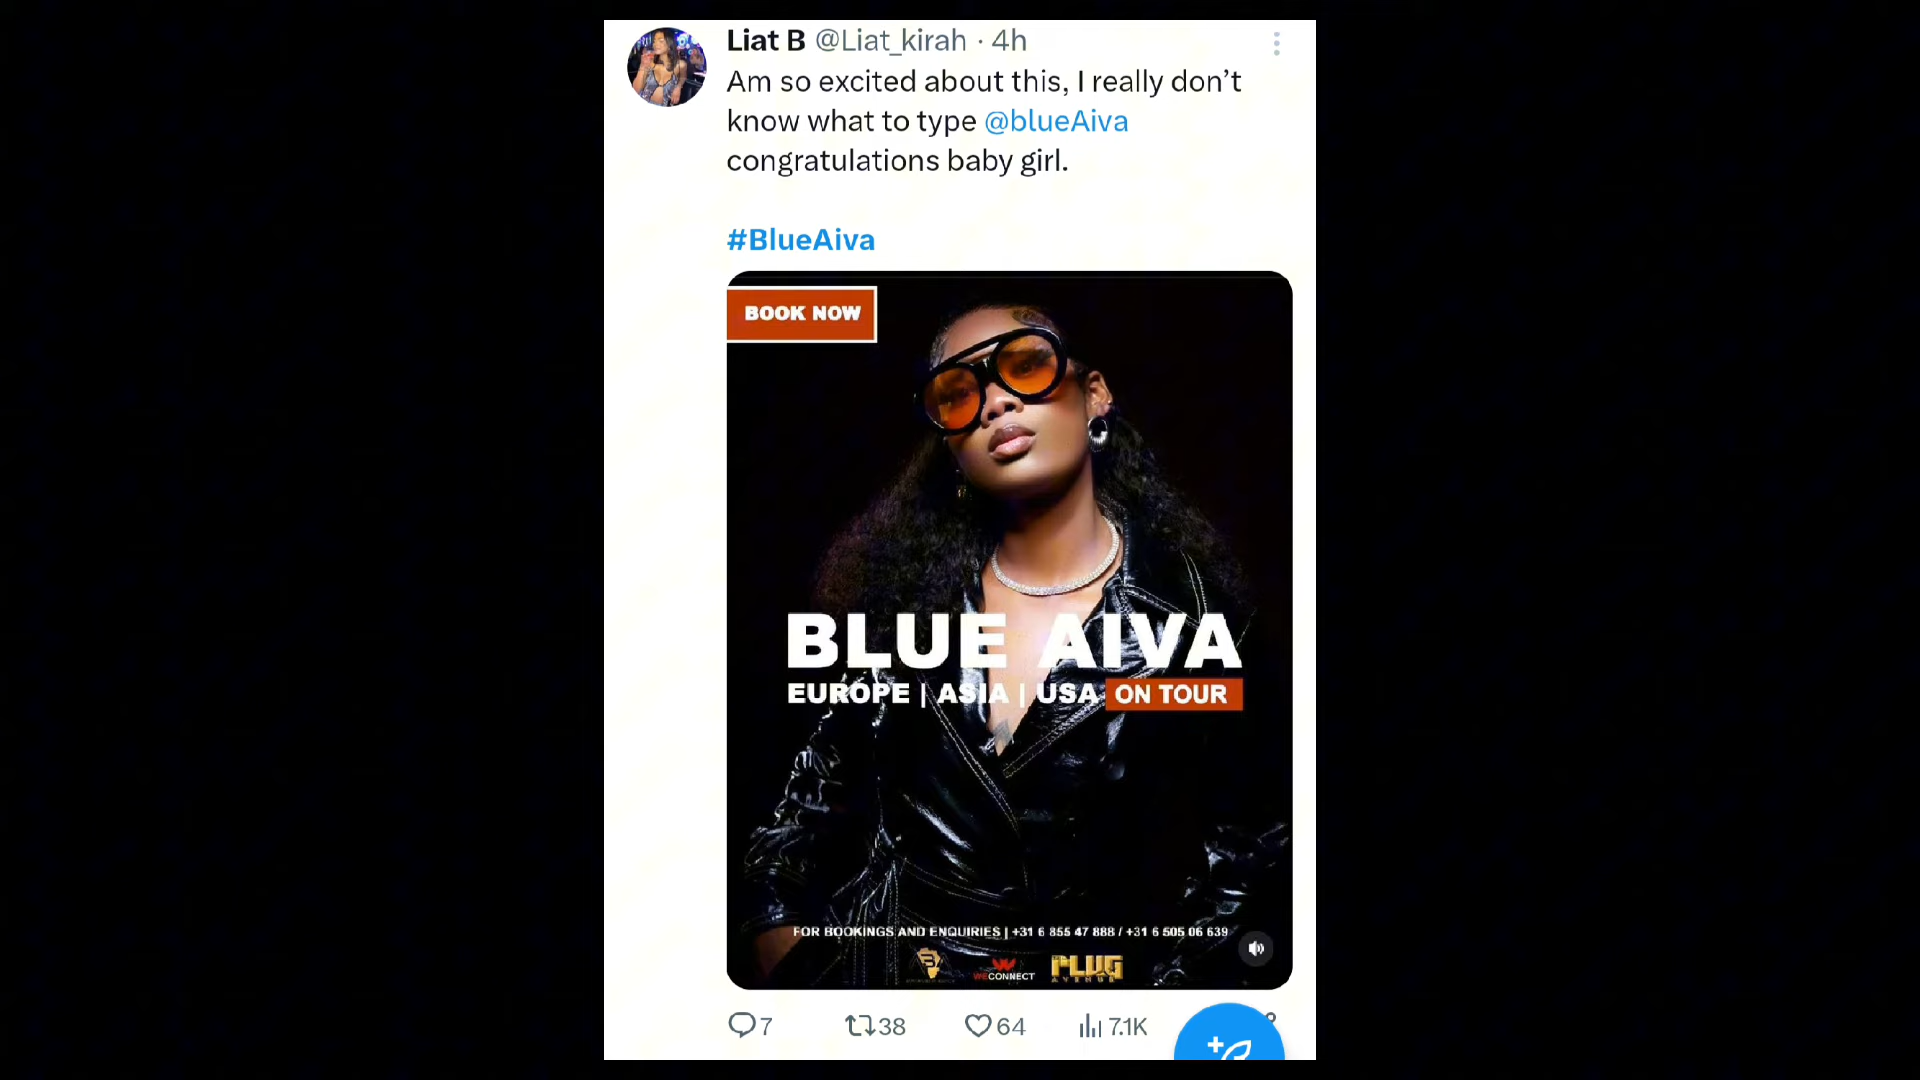 Liat B @Liat_kirah · 4h
Am so excited about this, I really don’t
know what to type @blueAiva
congratulations baby girl.
#BlueAiva
BOOK NOW
BLUE AIVA
EUROPE | ASIA | USA ON TOUR
FOR BOOKINGS AND ENQUIRIES | +31 6 855 47 888 / +31 6 505 06 639
WECONNECT
PLUG
AVENUE
7 38 64 7.1K